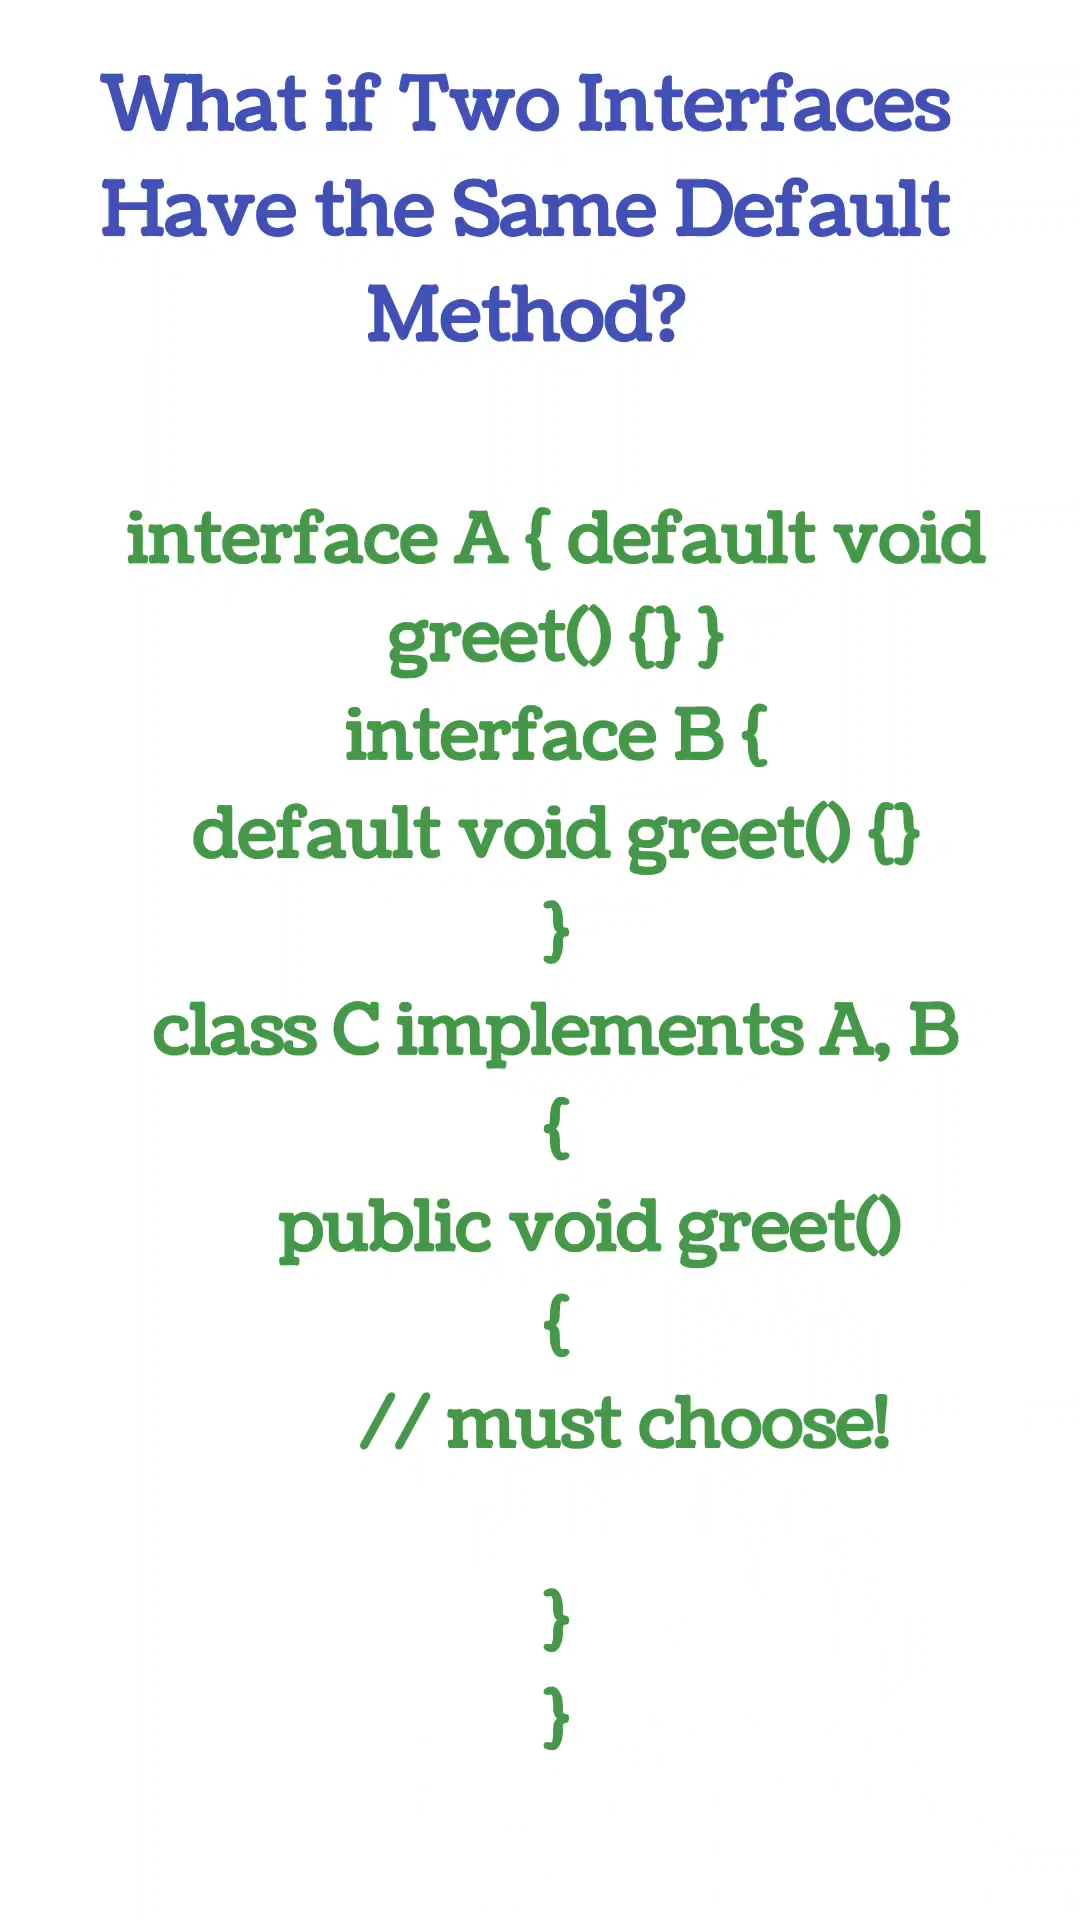 What if Two Interfaces
Have the Same Default
Method?
interface A { default void
greet() {} }
interface B {
default void greet() {}
}
class C implements A, B
{
public void greet()
{
// must choose!
}
}